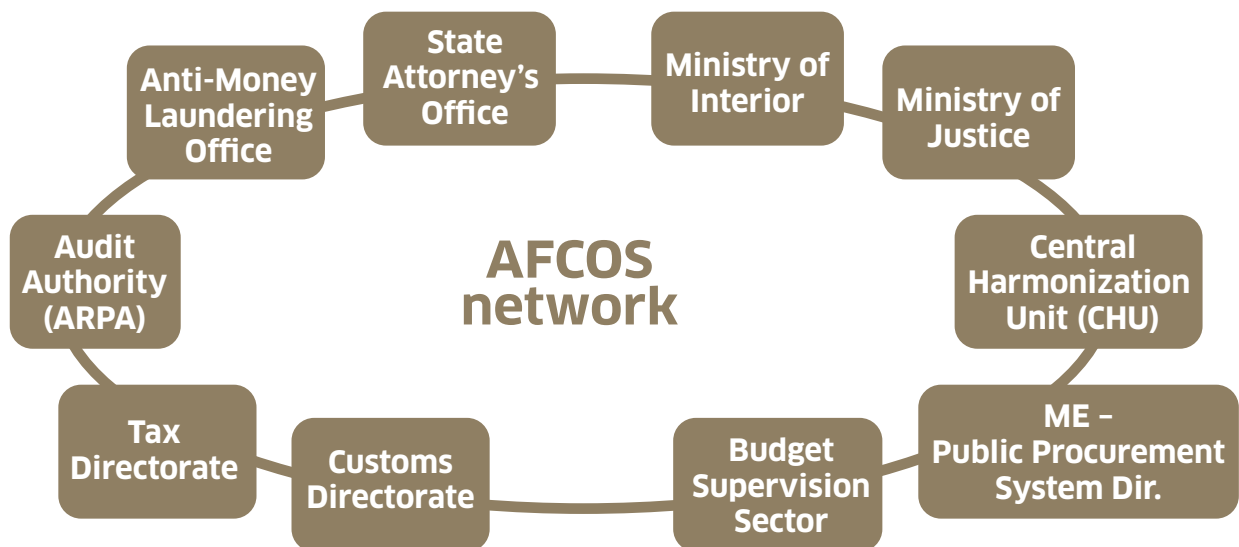 State
Attorney's
Office
Ministry of
Interior
Ministry of
Justice
Central
Harmonization
Unit (CHU)
ME –
Public Procurement
System Dir.
Budget
Supervision
Sector
Customs
Directorate
Tax
Directorate
Audit
Authority
(ARPA)
Anti-Money
Laundering
Office
AFCOS
network